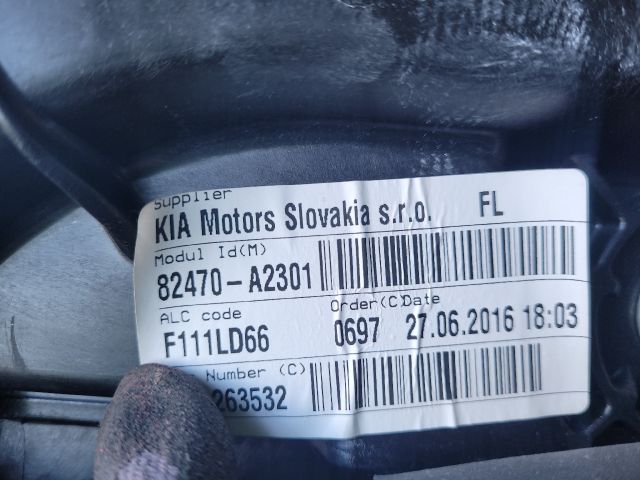 Supplier
KIA Motors Slovakia s.r.o. FL
Modul Id(M)
82470-A2301
ALC code Order(C)Date
F111LD66 0697 27.06.2016 18:03
Number (C)
263532